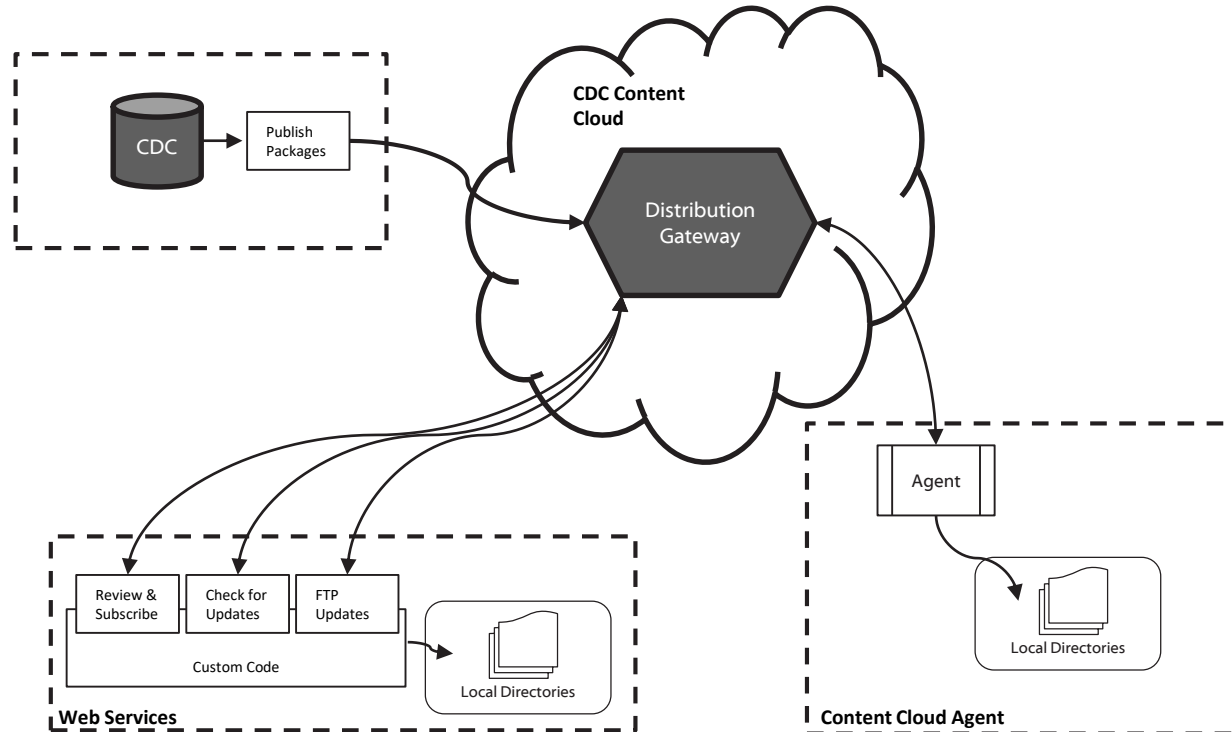 CDC Content
Cloud
CDC
Publish
Packages
Distribution
Gateway
Agent
Local Directories
Content Cloud Agent
Review &
Subscribe
Check for
Updates
FTP
Updates
Custom Code
Local Directories
Web Services